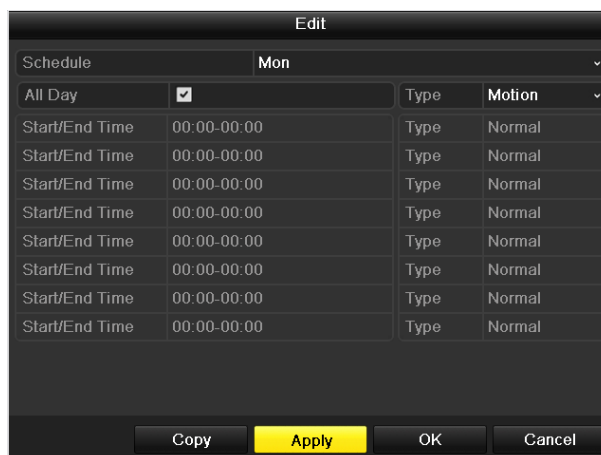 Edit
Schedule Mon
All Day Type Motion
Start/End Time 00:00-00:00 Type Normal
Start/End Time 00:00-00:00 Type Normal
Start/End Time 00:00-00:00 Type Normal
Start/End Time 00:00-00:00 Type Normal
Start/End Time 00:00-00:00 Type Normal
Start/End Time 00:00-00:00 Type Normal
Start/End Time 00:00-00:00 Type Normal
Start/End Time 00:00-00:00 Type Normal
Copy Apply OK Cancel